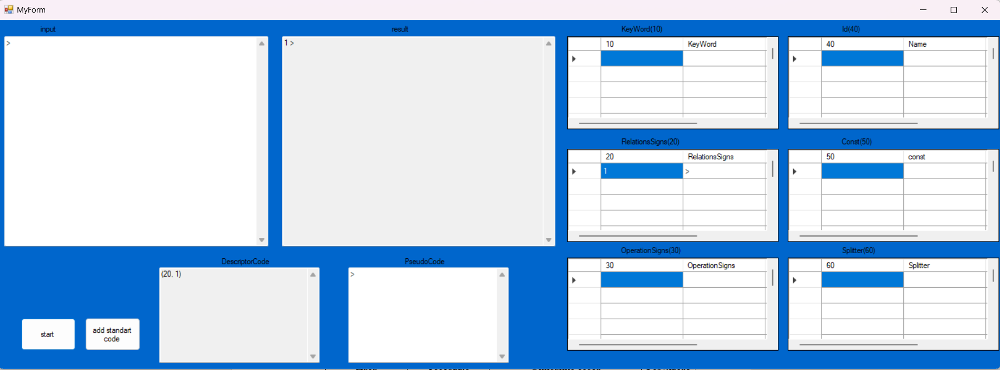 MyForm
input
>
result
1 >
KeyWord(10)
10 KeyWord
Id(40)
40 Name
RelationsSigns(20)
20 RelationsSigns
1 >
Const(50)
50 const
OperationSigns(30)
30 OperationSigns
Splitter(60)
60 Splitter
DescriptorCode
(20, 1)
PseudoCode
>
start
add standart
code